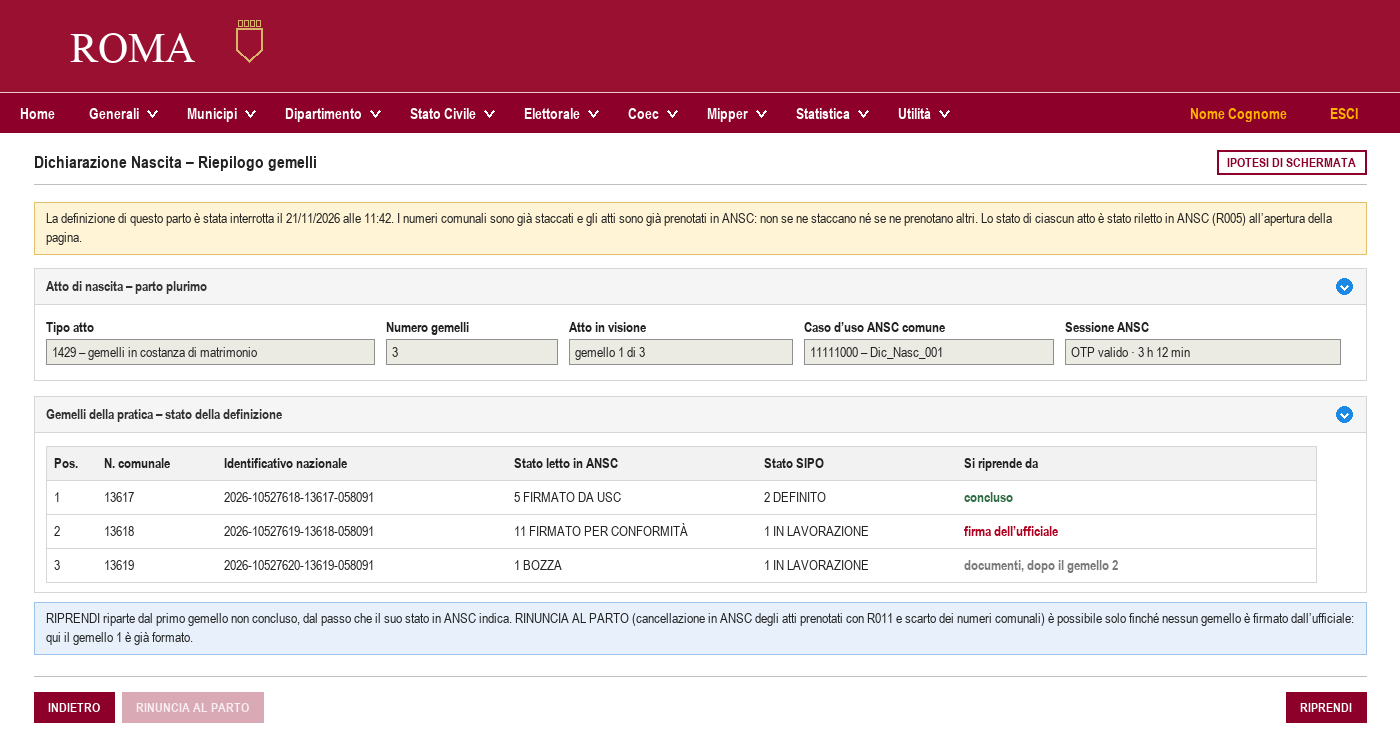 ROMA
Home Generali Municipi Dipartimento Stato Civile Elettorale Coec Mipper Statistica Utilità Nome Cognome ESCI
Dichiarazione Nascita – Riepilogo gemelli IPOTESI DI SCHERMATA
La definizione di questo parto è stata interrotta il 21/11/2026 alle 11:42. I numeri comunali sono già staccati e gli atti sono già prenotati in ANSC: non se ne staccano né se ne prenotano altri. Lo stato di ciascun atto è stato riletto in ANSC (R005) all’apertura della
pagina.
Atto di nascita – parto plurimo
Tipo atto Numero gemelli Atto in visione Caso d’uso ANSC comune Sessione ANSC
1429 – gemelli in costanza di matrimonio 3 gemello 1 di 3 11111000 – Dic_Nasc_001 OTP valido · 3 h 12 min
Gemelli della pratica – stato della definizione
Pos. N. comunale Identificativo nazionale Stato letto in ANSC Stato SIPO Si riprende da
1 13617 2026-10527618-13617-058091 5 FIRMATO DA USC 2 DEFINITO concluso
2 13618 2026-10527619-13618-058091 11 FIRMATO PER CONFORMITÀ 1 IN LAVORAZIONE firma dell’ufficiale
3 13619 2026-10527620-13619-058091 1 BOZZA 1 IN LAVORAZIONE documenti, dopo il gemello 2
RIPRENDI riparte dal primo gemello non concluso, dal passo che il suo stato in ANSC indica. RINUNCIA AL PARTO (cancellazione in ANSC degli atti prenotati con R011 e scarto dei numeri comunali) è possibile solo finché nessun gemello è firmato dall’ufficiale:
qui il gemello 1 è già formato.
INDIETRO RINUNCIA AL PARTO RIPRENDI